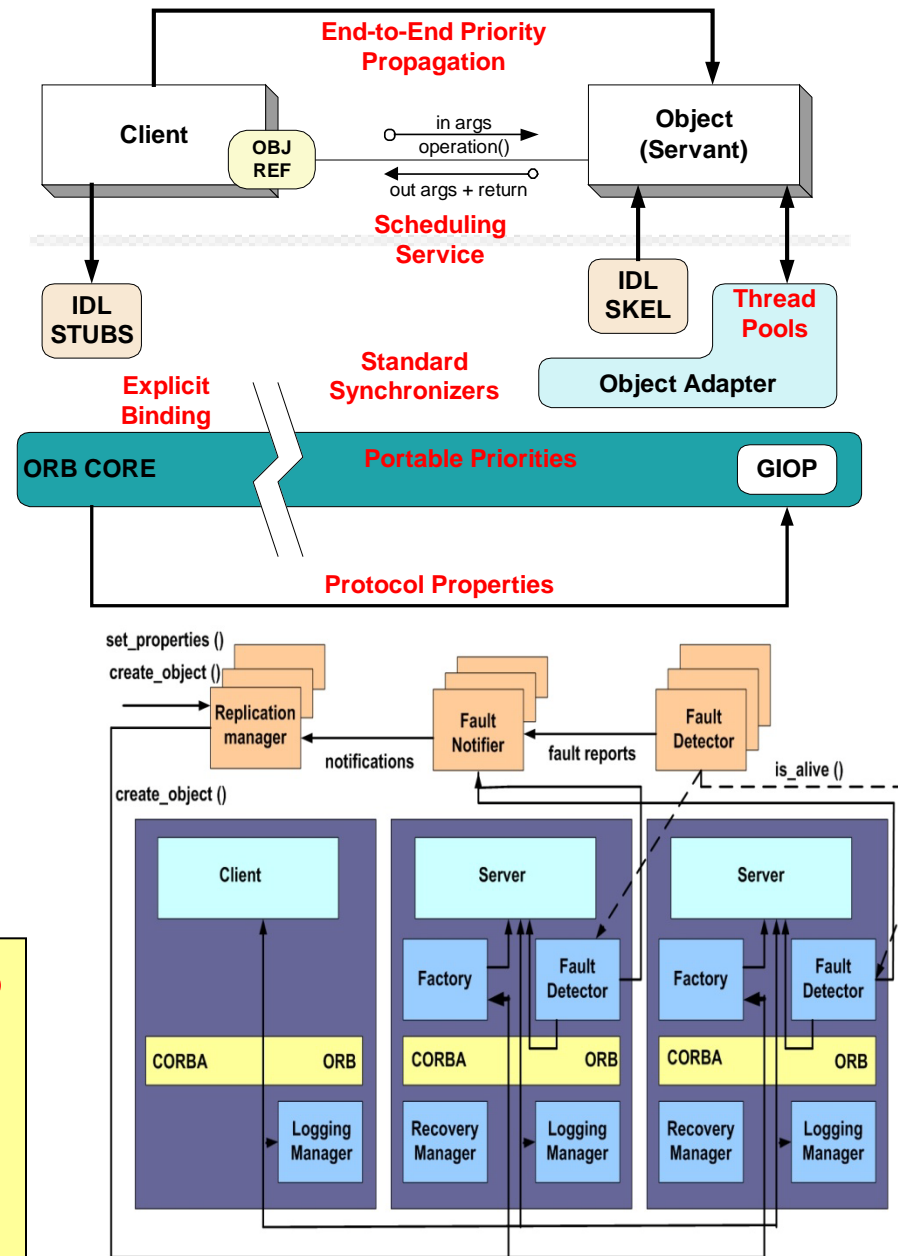 End-to-End Priority
Propagation
Client
OBJ
REF
in args
operation()
out args + return
Object
(Servant)
Scheduling
Service
IDL
STUBS
IDL
SKEL
Thread
Pools
Object Adapter
Explicit
Binding
Standard
Synchronizers
ORB CORE
Portable Priorities
GIOP
Protocol Properties
set_properties ()
create_object ()
Replication
manager
notifications
Fault
Notifier
fault reports
Fault
Detector
is_alive ()
create_object ()
Client
Server
Server
Factory
Fault
Detector
Factory
Fault
Detector
CORBA ORB
CORBA ORB
CORBA ORB
Logging
Manager
Recovery
Manager
Logging
Manager
Recovery
Manager
Logging
Manager